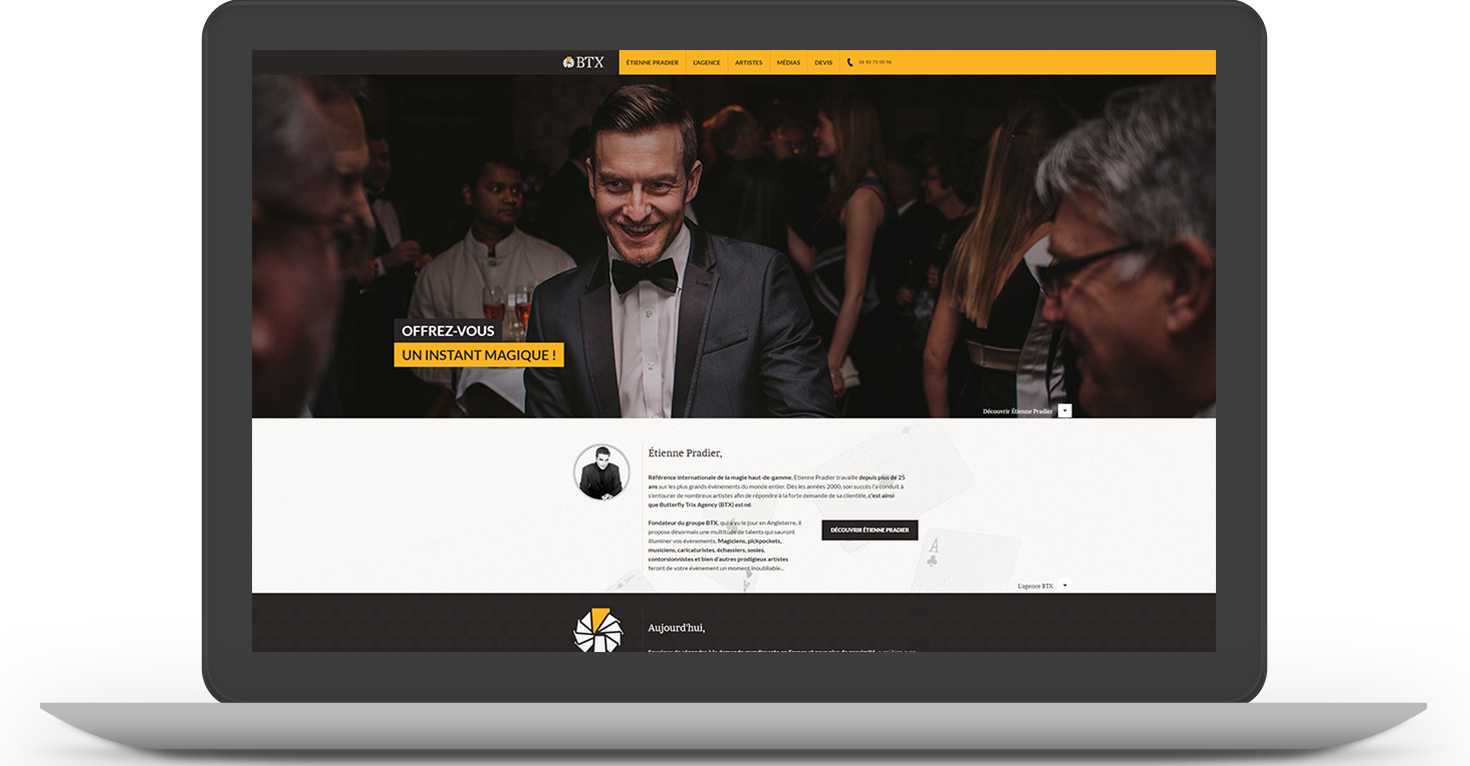 BTX
ÉTIENNE PRADIER
L'AGENCE
ARTISTES
MÉDIAS
DEVIS
OFFREZ-VOUS
UN INSTANT MAGIQUE !
Découvrir Étienne Pradier
Étienne Pradier,
Référence internationale de la magie haut-de-gamme, Etienne Pradier travaille depuis plus de 25
ans sur les plus grands événements du monde entier. Dès les années 2000, son succès l'a conduit à
s'entourer de nombreux artistes afin de répondre à la forte demande de sa clientèle, c'est ainsi
que Butterfly Trix Agency (BTX) est né.
Fondateur du groupe BTX, qui a vu le jour en Angleterre, il
propose désormais une multitude de talents qui sauront
illuminer vos évènements. Magiciens, pickpockets,
musiciens, caricaturistes, échassiers, sosies,
contorsionnistes et bien d'autres prodigieux artistes
feront de votre événement un moment inoubliable...
DÉCOUVRIR ÉTIENNE PRADIER
A
L'agence BTX
Aujourd'hui,